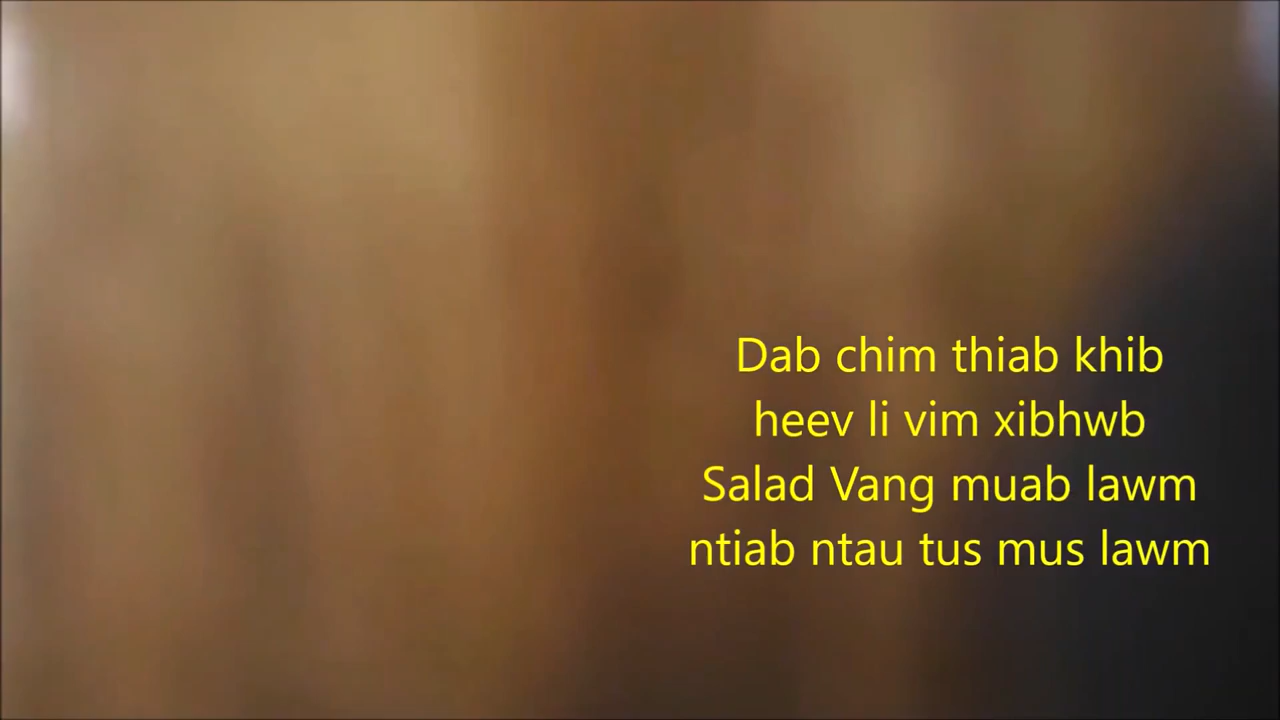 Dab chim thiab khib
heev li vim xibhwb
Salad Vang muab lawm
ntiab ntau tus mus lawm